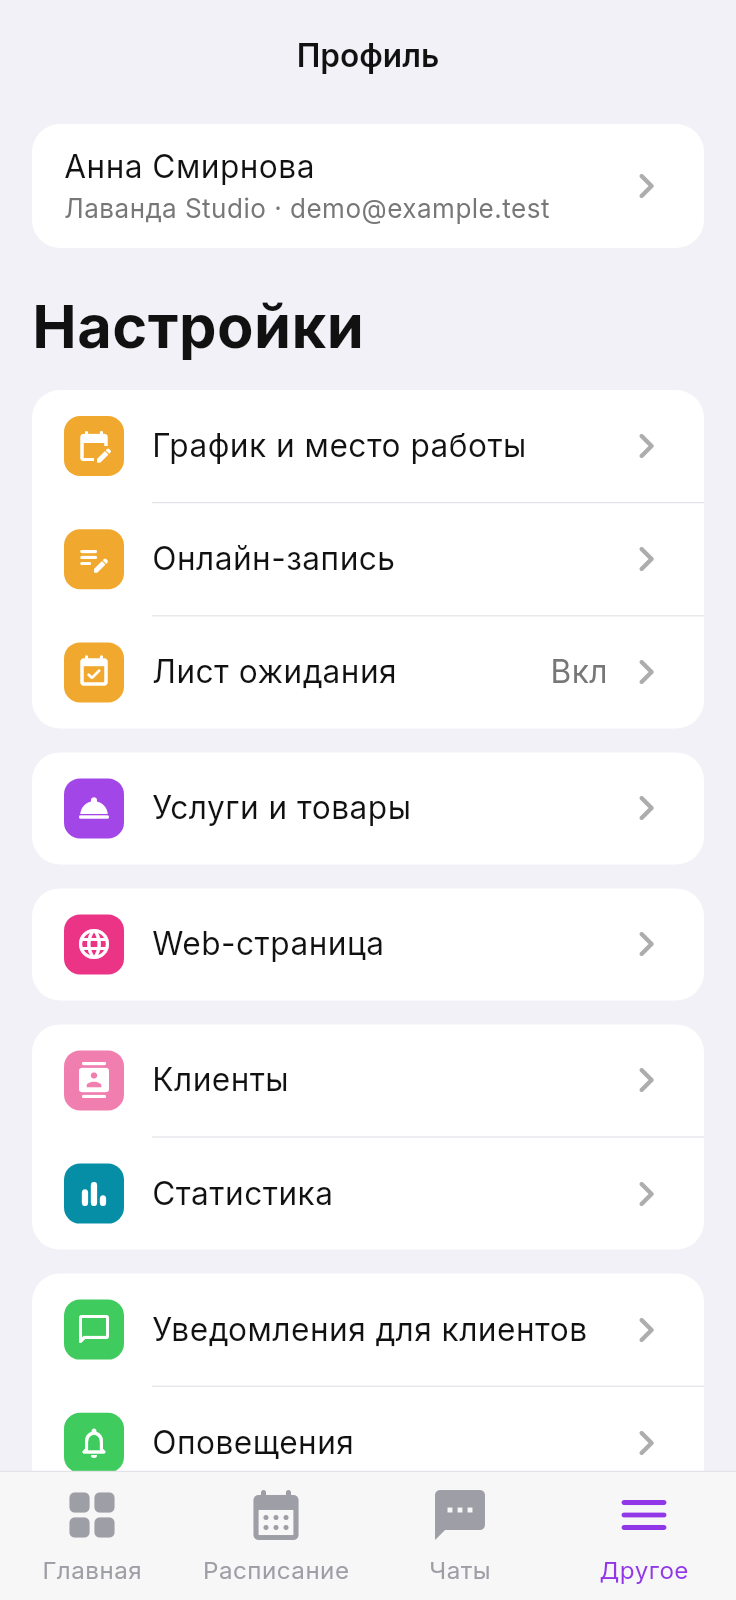 Профиль
Анна Смирнова
Лаванда Studio · demo@example.test
Настройки
График и место работы
Онлайн-запись
Лист ожидания Вкл
Услуги и товары
Web-страница
Клиенты
Статистика
Уведомления для клиентов
Оповещения
Главная Расписание Чаты Другое